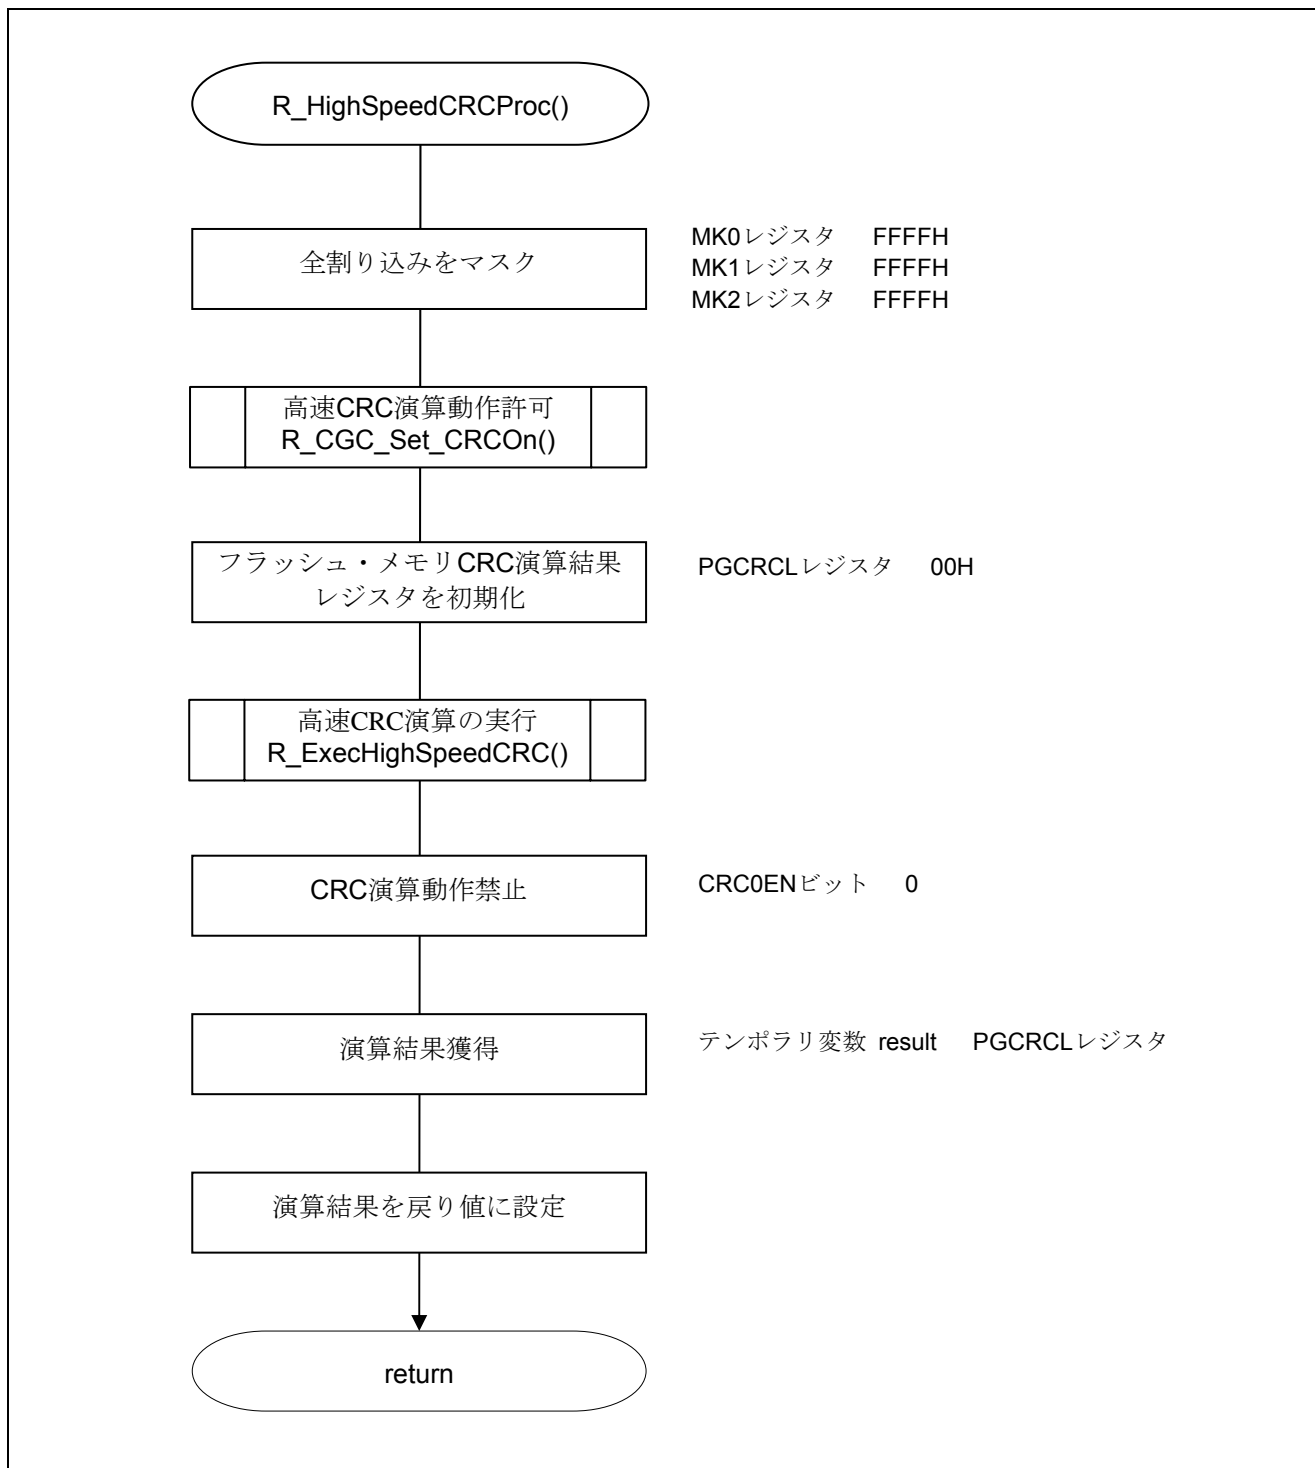 R_HighSpeedCRCProc()
全割り込みをマスク
MK0レジスタ FFFFH
MK1レジスタ FFFFH
MK2レジスタ FFFFH
高速CRC演算動作許可
R_CGC_Set_CRCOn()
フラッシュ・メモリCRC演算結果
レジスタを初期化
PGCRCLレジスタ 00H
高速CRC演算の実行
R_ExecHighSpeedCRC()
CRC演算動作禁止
CRC0ENビット 0
演算結果獲得
テンポラリ変数 result PGCRCLレジスタ
演算結果を戻り値に設定
return